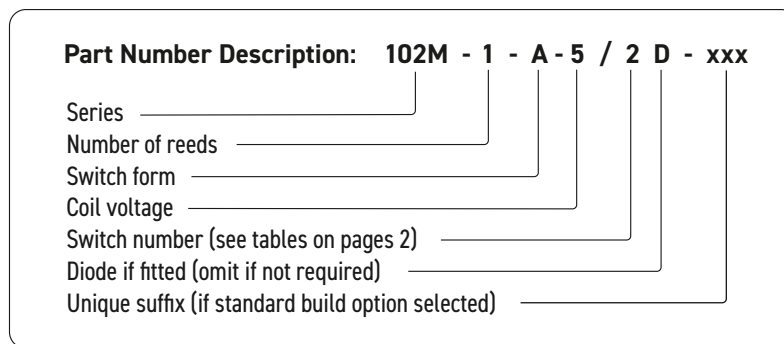 Part Number Description: 102M - 1 - A - 5 / 2 D - xxx
Series
Number of reeds
Switch form
Coil voltage
Switch number (see tables on pages 2)
Diode if fitted (omit if not required)
Unique suffix (if standard build option selected)